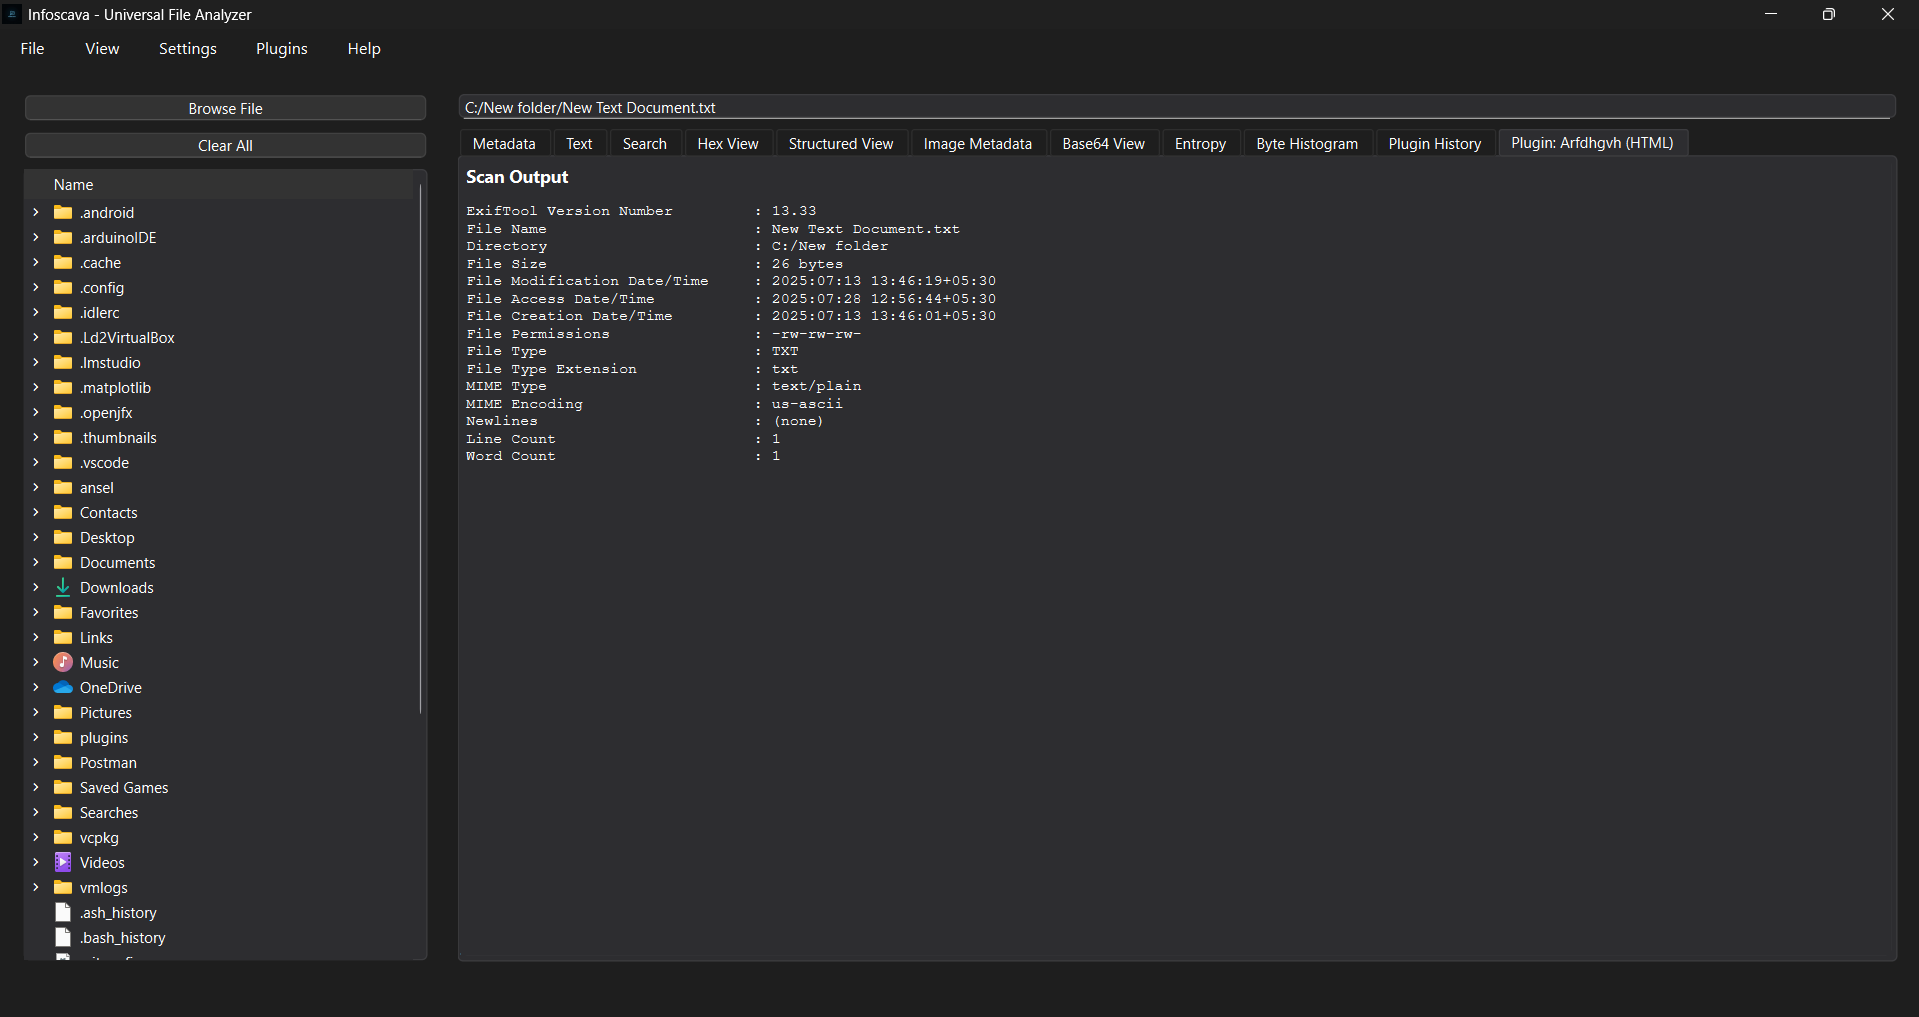 Infoscava - Universal File Analyzer
File View Settings Plugins Help
Browse File
Clear All
Name
.android
.arduinoIDE
.cache
.config
.idlerc
.Ld2VirtualBox
.lmstudio
.matplotlib
.openjfx
.thumbnails
.vscode
ansel
Contacts
Desktop
Documents
Downloads
Favorites
Links
Music
OneDrive
Pictures
plugins
Postman
Saved Games
Searches
vcpkg
Videos
vmlogs
.ash_history
.bash_history
C:/New folder/New Text Document.txt
Metadata Text Search Hex View Structured View Image Metadata Base64 View Entropy Byte Histogram Plugin History Plugin: Arfdhgvh (HTML)
Scan Output
ExifTool Version Number : 13.33
File Name : New Text Document.txt
Directory : C:/New folder
File Size : 26 bytes
File Modification Date/Time : 2025:07:13 13:46:19+05:30
File Access Date/Time : 2025:07:28 12:56:44+05:30
File Creation Date/Time : 2025:07:13 13:46:01+05:30
File Permissions : -rw-rw-rw-
File Type : TXT
File Type Extension : txt
MIME Type : text/plain
MIME Encoding : us-ascii
Newlines : (none)
Line Count : 1
Word Count : 1